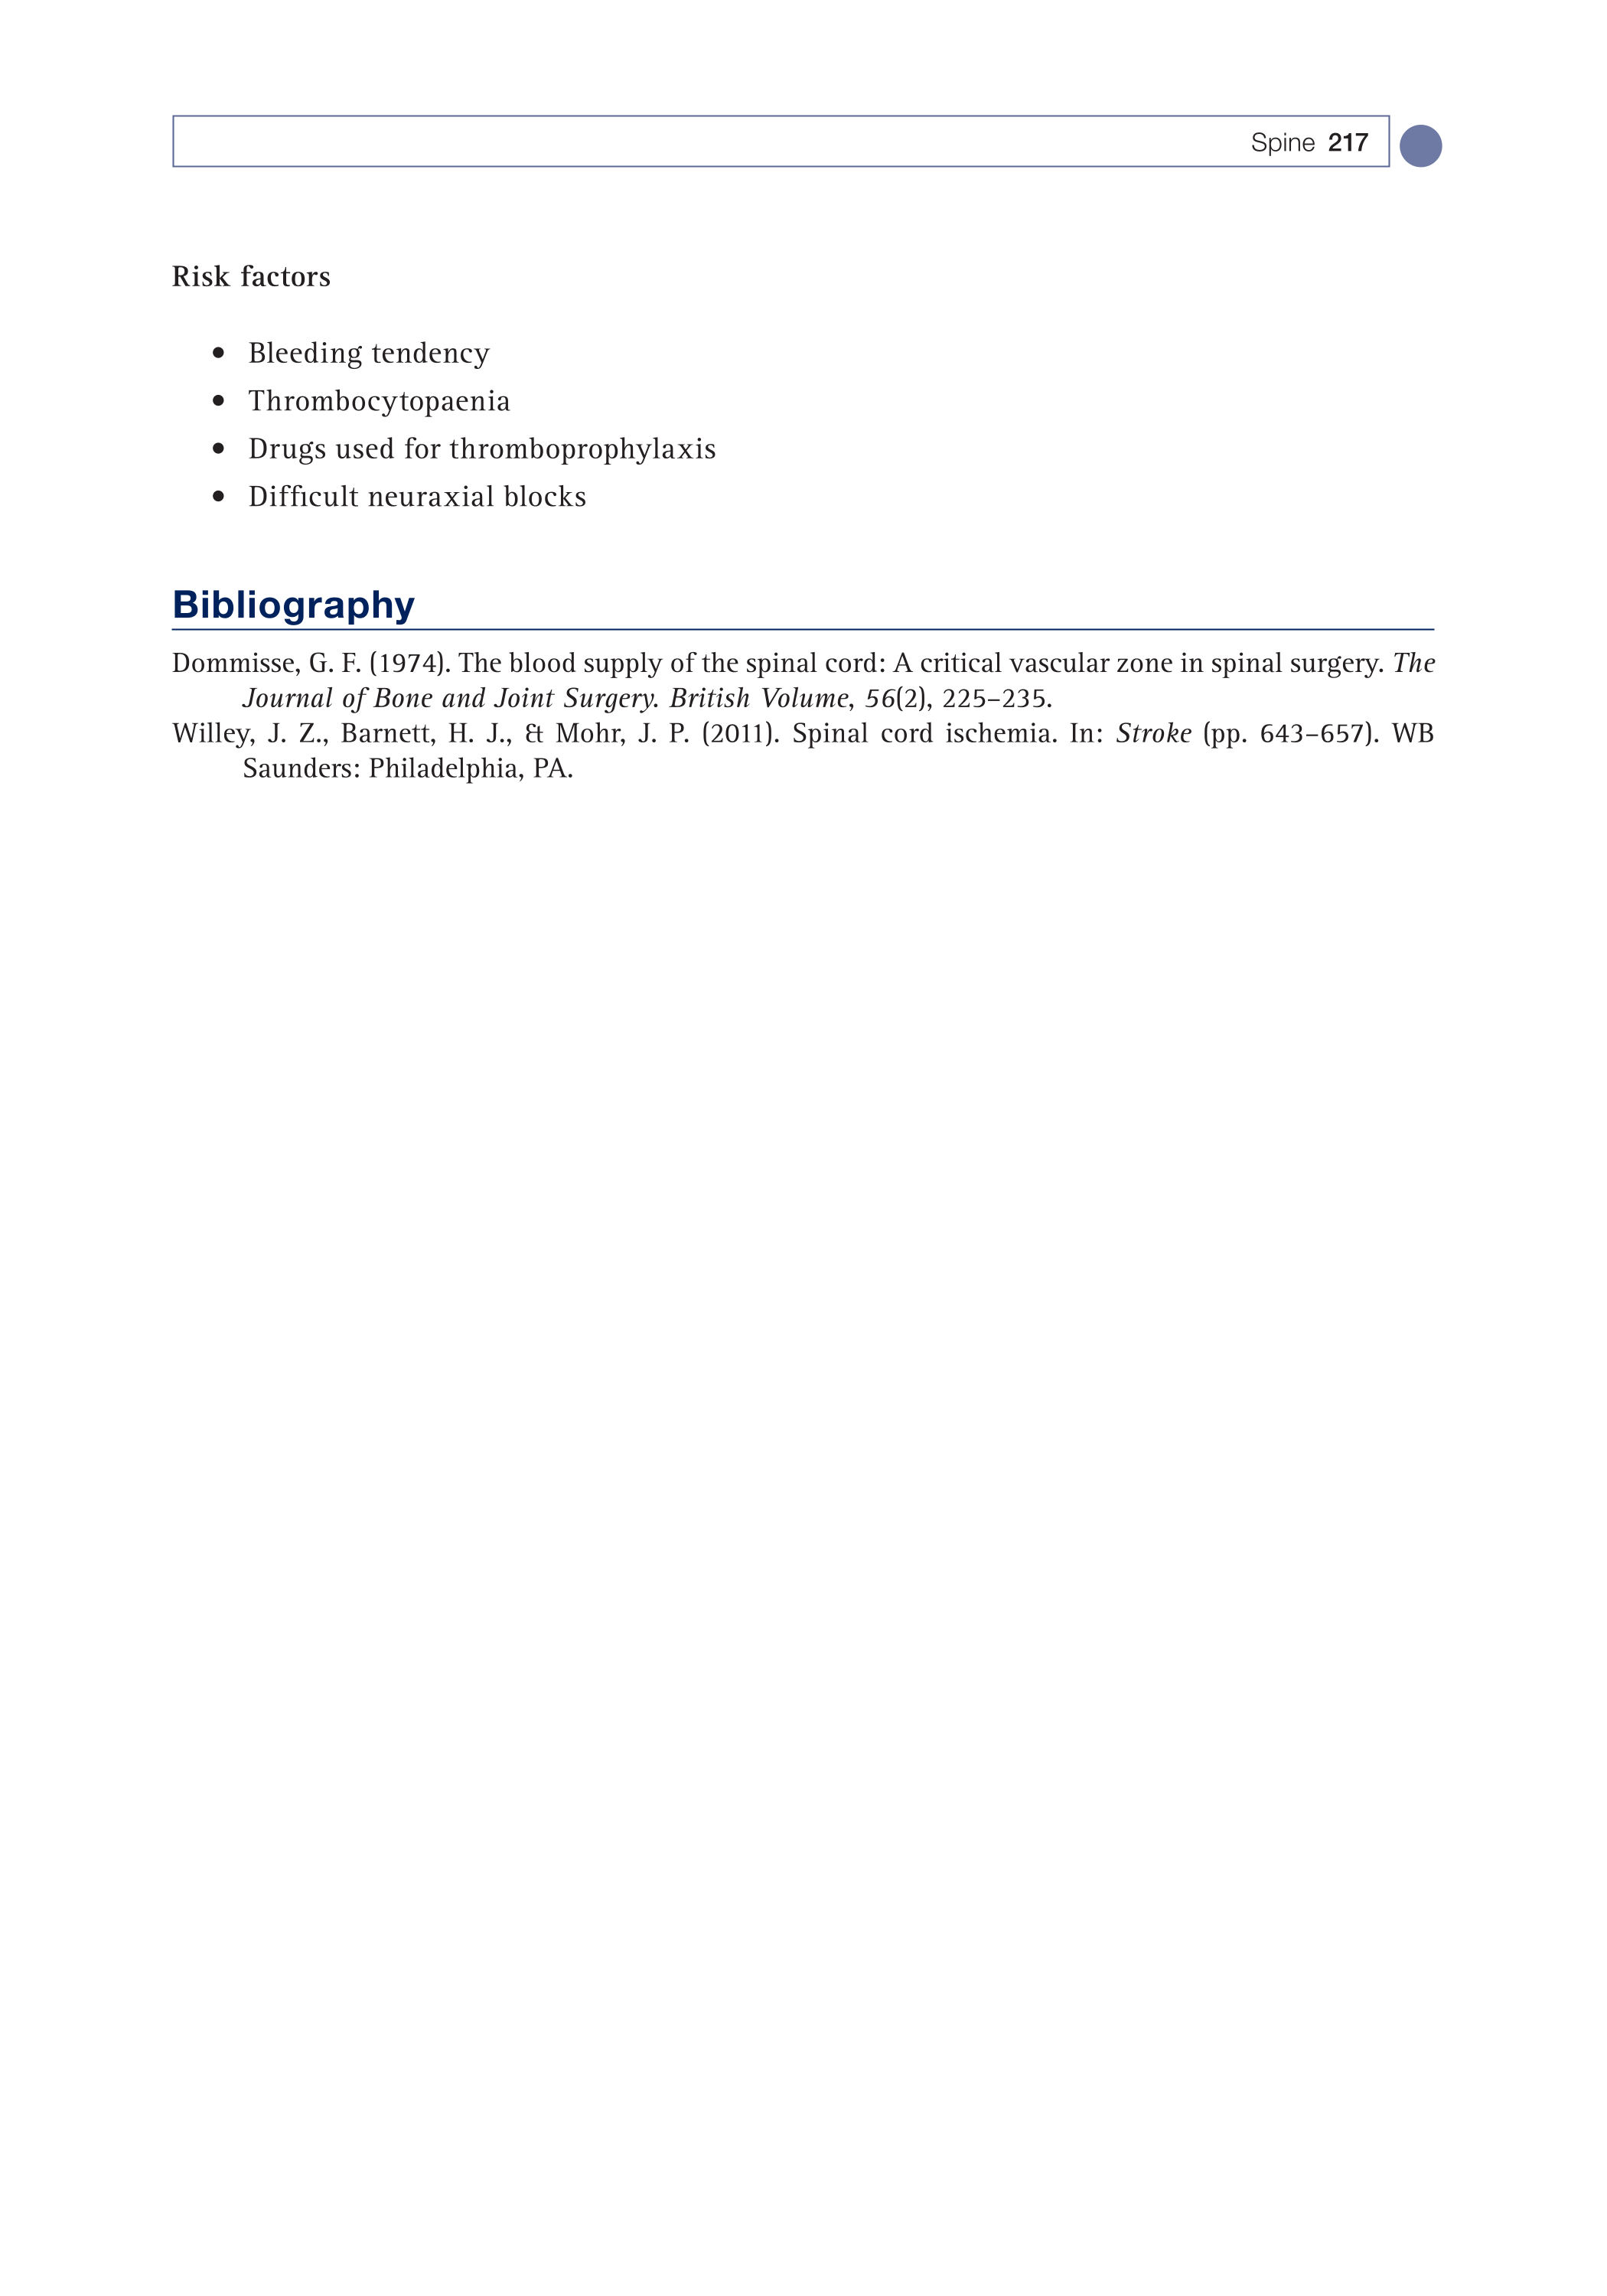 Spine 217
Risk factors
• Bleeding tendency
• Thrombocytopaenia
• Drugs used for thromboprophylaxis
• Difficult neuraxial blocks
Bibliography
Dommisse, G. F. (1974). The blood supply of the spinal cord: A critical vascular zone in spinal surgery. The
Journal of Bone and Joint Surgery. British Volume, 56(2), 225–235.
Willey, J. Z., Barnett, H. J., & Mohr, J. P. (2011). Spinal cord ischemia. In: Stroke (pp. 643–657). WB
Saunders: Philadelphia, PA.